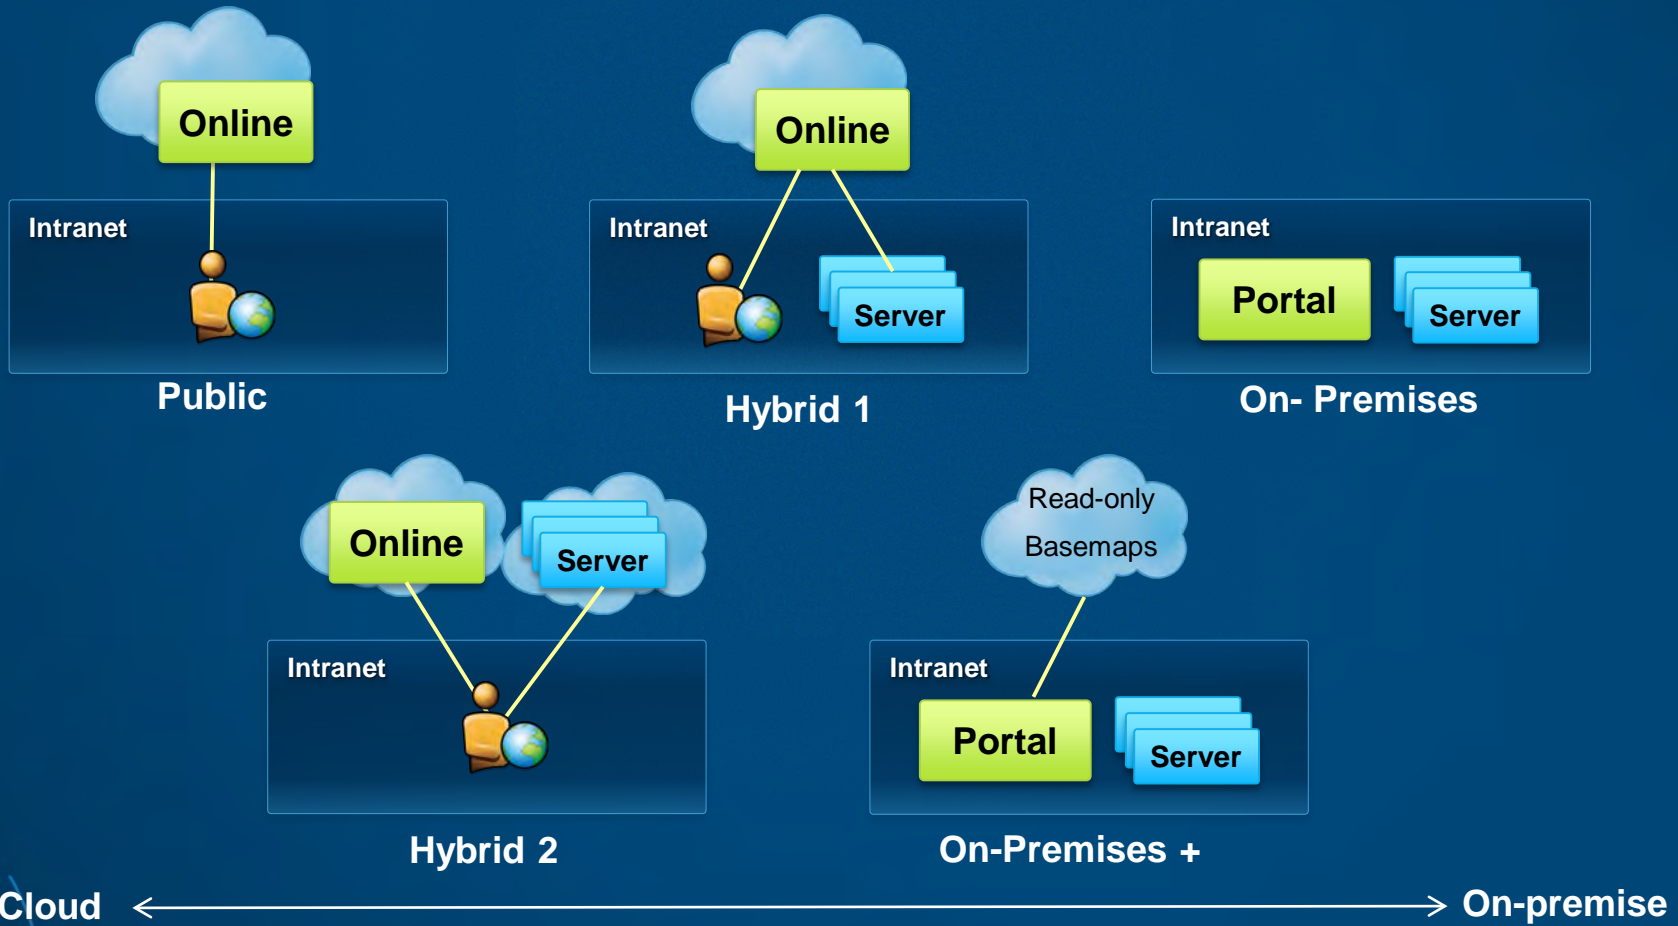 Online
Intranet
Public
Online
Intranet
Server
Hybrid 1
Intranet
Portal
Server
On- Premises
Online
Server
Intranet
Hybrid 2
Read-only
Basemaps
Intranet
Portal
Server
On-Premises +
Cloud
On-premise